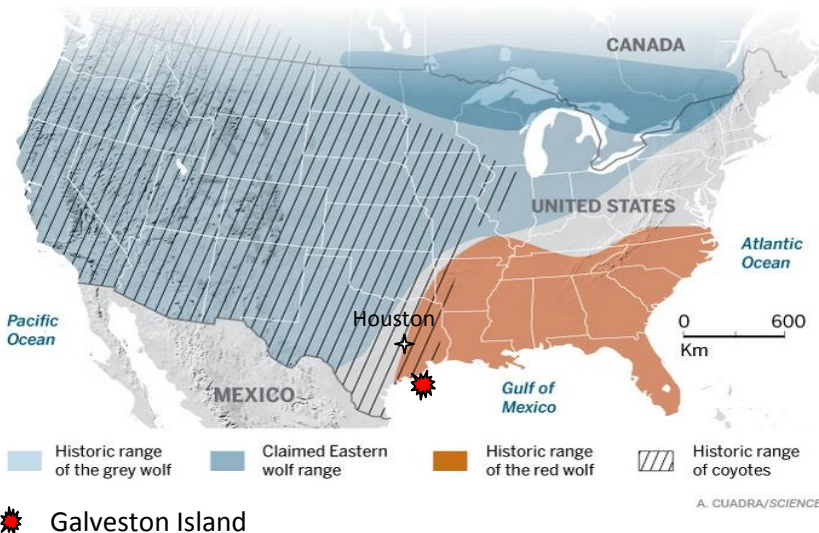 CANADA
UNITED STATES
Atlantic
Ocean
Houston
0 600
Km
Pacific
Ocean
Gulf of
Mexico
MEXICO
Historic range
of the grey wolf
Claimed Eastern
wolf range
Historic range
of the red wolf
Historic range
of coyotes
A. CUADRA/SCIENCE
Galveston Island